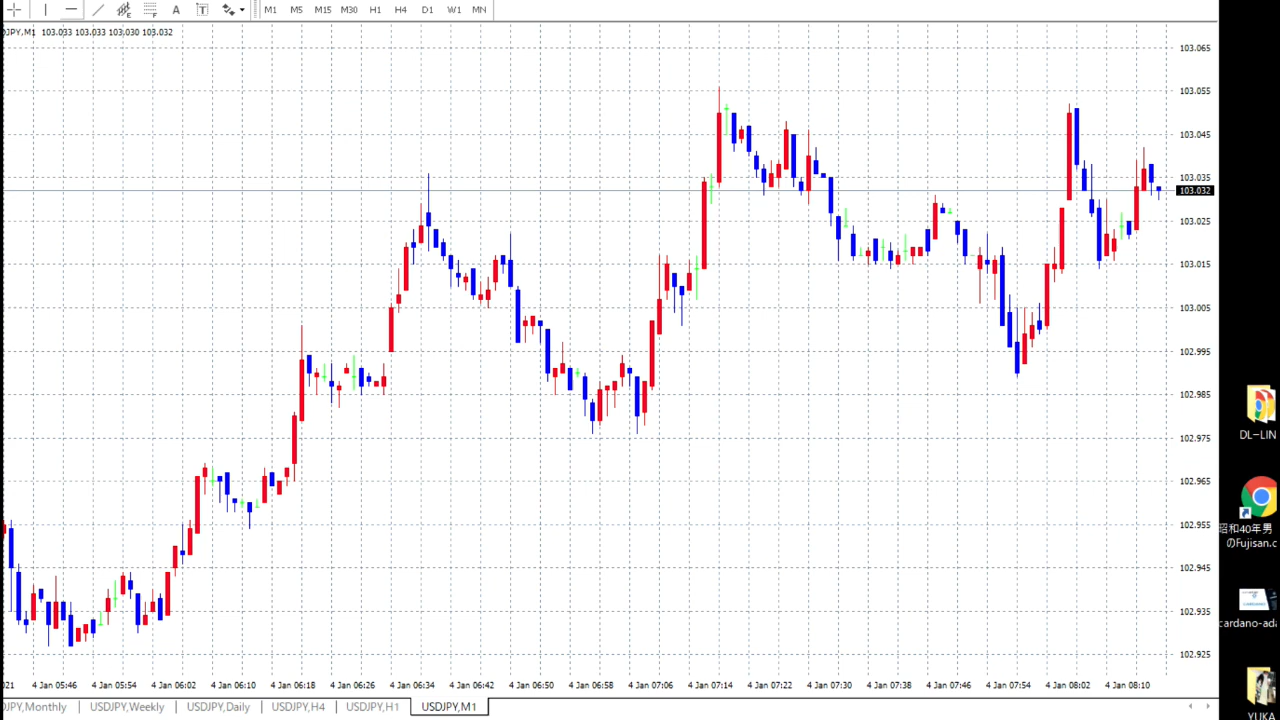 A T M1 M5 M15 M30 H1 H4 D1 W1 MN
DJPY,M1 103.033 103.033 103.030 103.032
103.065
103.055
103.045
103.035
103.032
103.025
103.015
103.005
102.995
102.985
102.975
102.965
102.955
102.945
102.935
102.925
021 4 Jan 05:46 4 Jan 05:54 4 Jan 06:02 4 Jan 06:10 4 Jan 06:18 4 Jan 06:26 4 Jan 06:34 4 Jan 06:42 4 Jan 06:50 4 Jan 06:58 4 Jan 07:06 4 Jan 07:14 4 Jan 07:22 4 Jan 07:30 4 Jan 07:38 4 Jan 07:46 4 Jan 07:54 4 Jan 08:02 4 Jan 08:10
DJPY,Monthly USDJPY,Weekly USDJPY,Daily USDJPY,H4 USDJPY,H1 USDJPY,M1
DL-LIN
昭和40年男
のFujisan.c
cardano-ada
YUKA